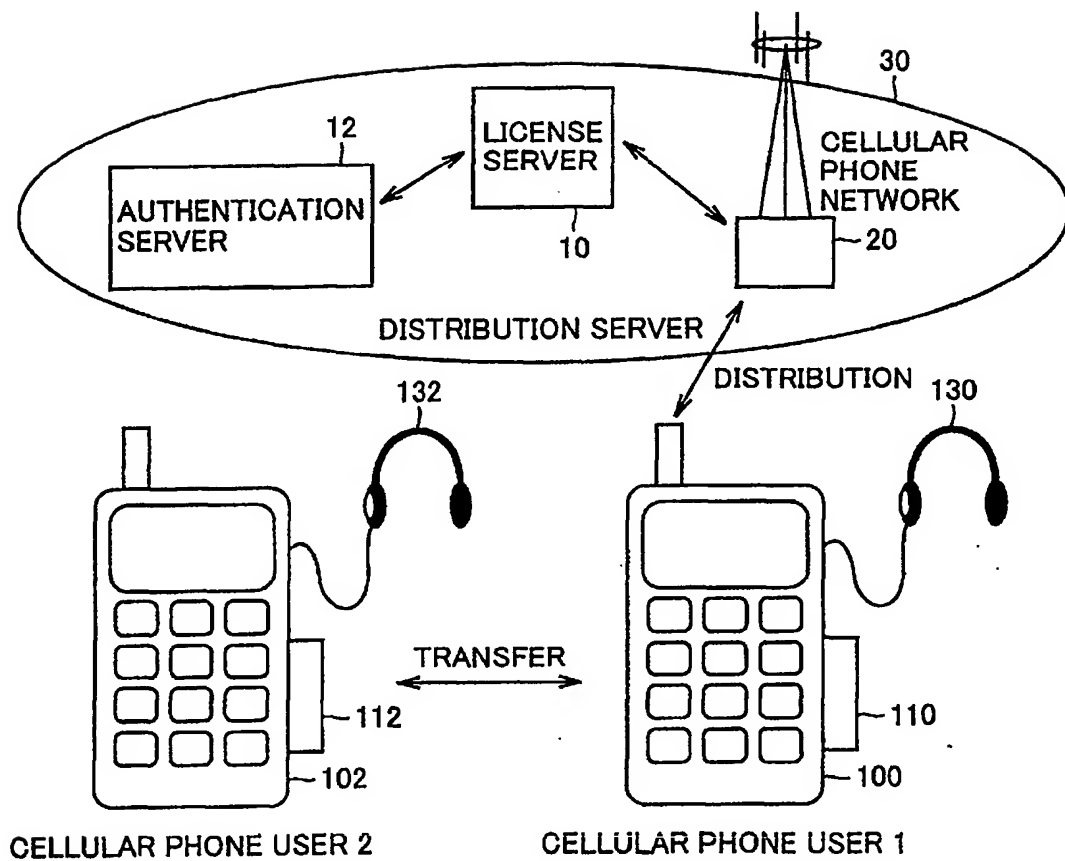 30
12
LICENSE
SERVER
CELLULAR
PHONE
NETWORK
AUTHENTICATION
SERVER
10
20
DISTRIBUTION SERVER
DISTRIBUTION
132
130
TRANSFER
112
110
102
100
CELLULAR PHONE USER 2
CELLULAR PHONE USER 1